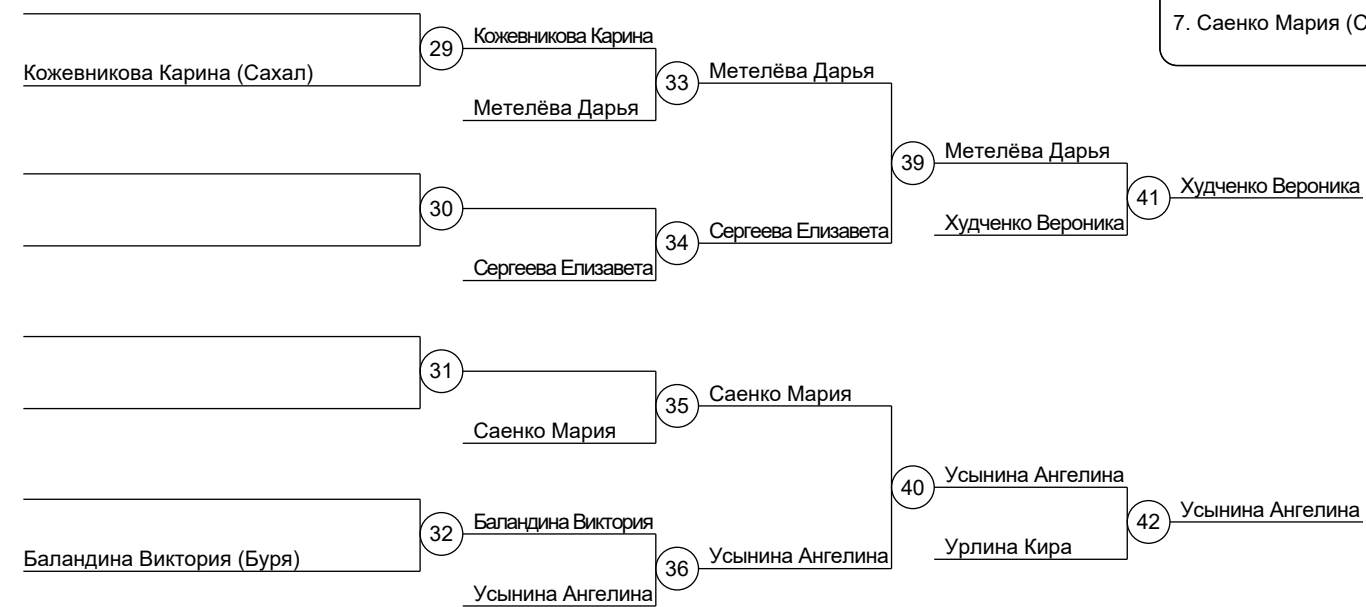 7. Саенко Мария (С
29
Кожевникова Карина
Кожевникова Карина (Сахал)
33
Метелёва Дарья
Метелёва Дарья
39
Метелёва Дарья
41
Худченко Вероника
30
34
Сергеева Елизавета
Худченко Вероника
Сергеева Елизавета
31
35
Саенко Мария
Саенко Мария
40
Усынина Ангелина
32
Баландина Виктория
42
Усынина Ангелина
Баландина Виктория (Буря)
36
Усынина Ангелина
Урлина Кира
Усынина Ангелина